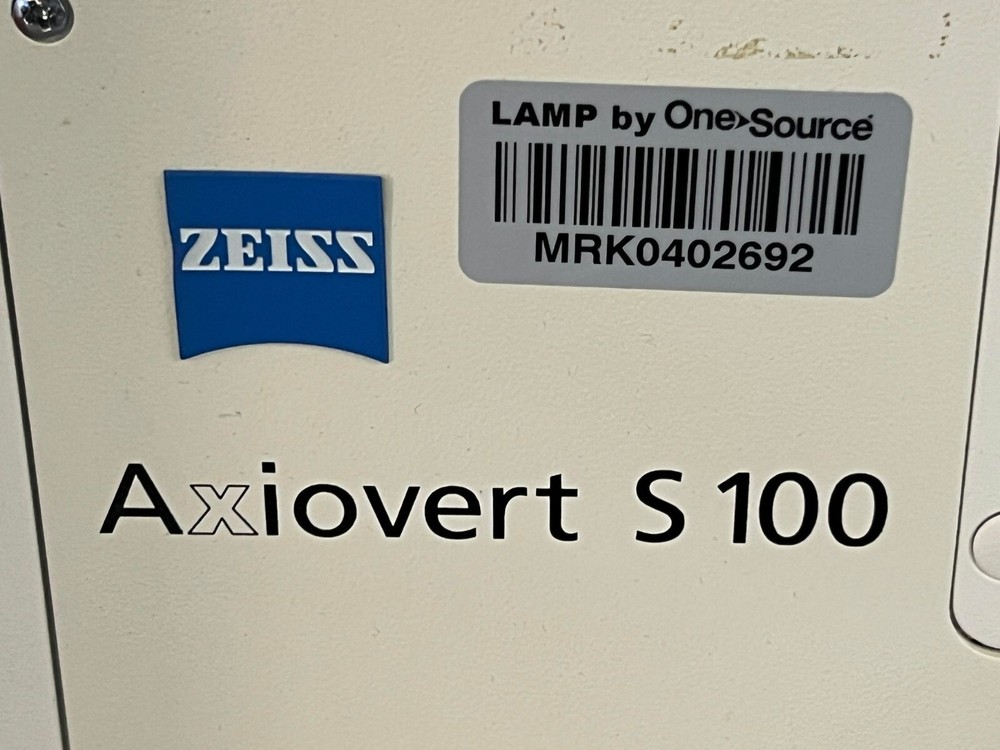 LAMP by One>Source
MRK0402692
ZEISS
Axiovert S 100